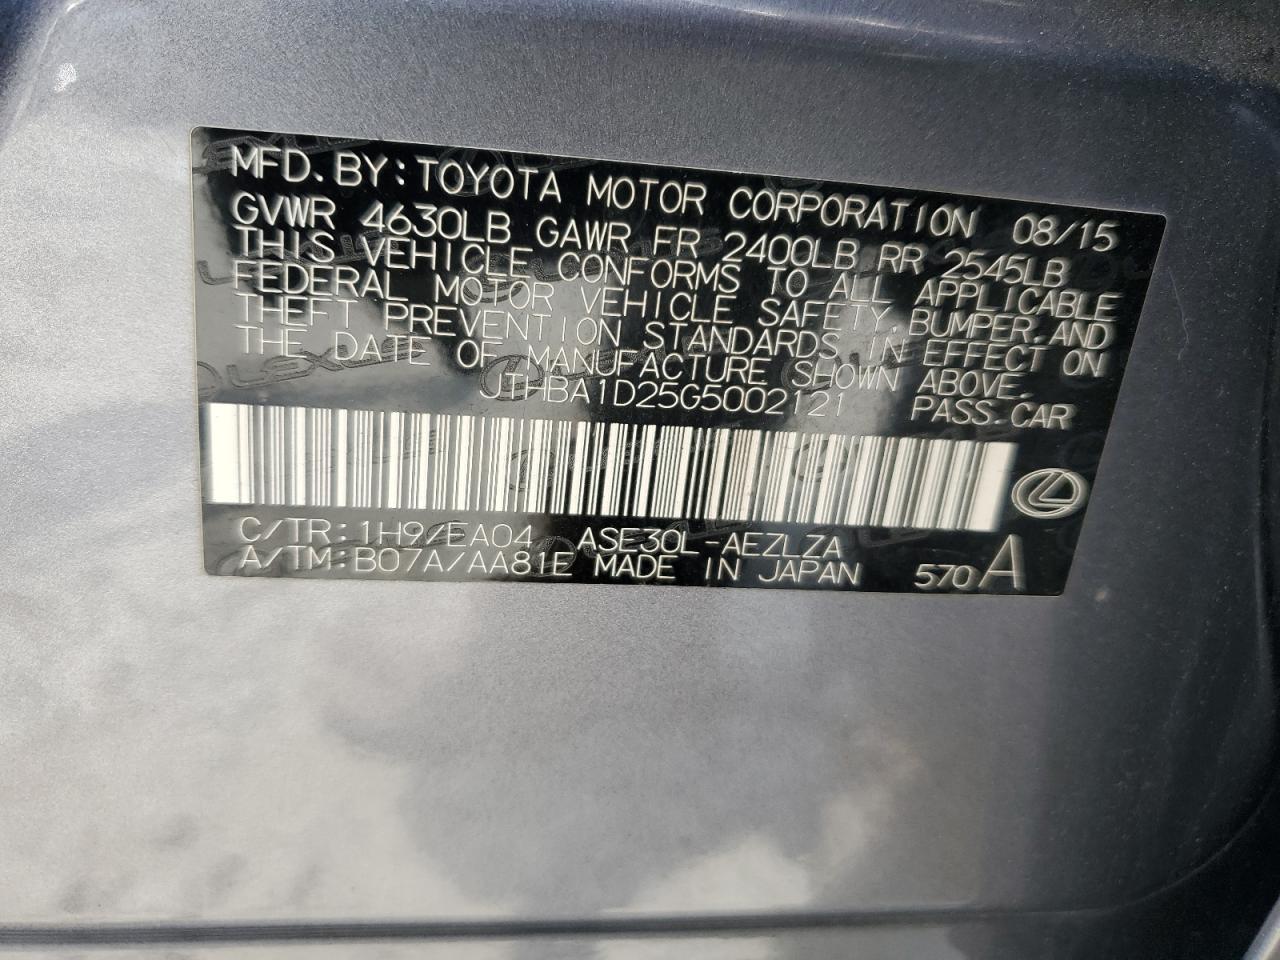 MFD. BY: TOYOTA MOTOR CORPORATION 08/15
GVWR 4630LB GAWR FR 2400LB RR 2545LB
THIS VEHICLE CONFORMS TO ALL APPLICABLE
FEDERAL MOTOR VEHICLE SAFETY, BUMPER, AND
THEFT PREVENTION STANDARDS IN EFFECT ON
THE DATE OF MANUFACTURE SHOWN ABOVE.
JTHBA1D25G5002121 PASS. CAR
C/TR: 1H9/EA04 ASE30L-AEZLZA
A/TM: B07A/AA81E MADE IN JAPAN 570 A